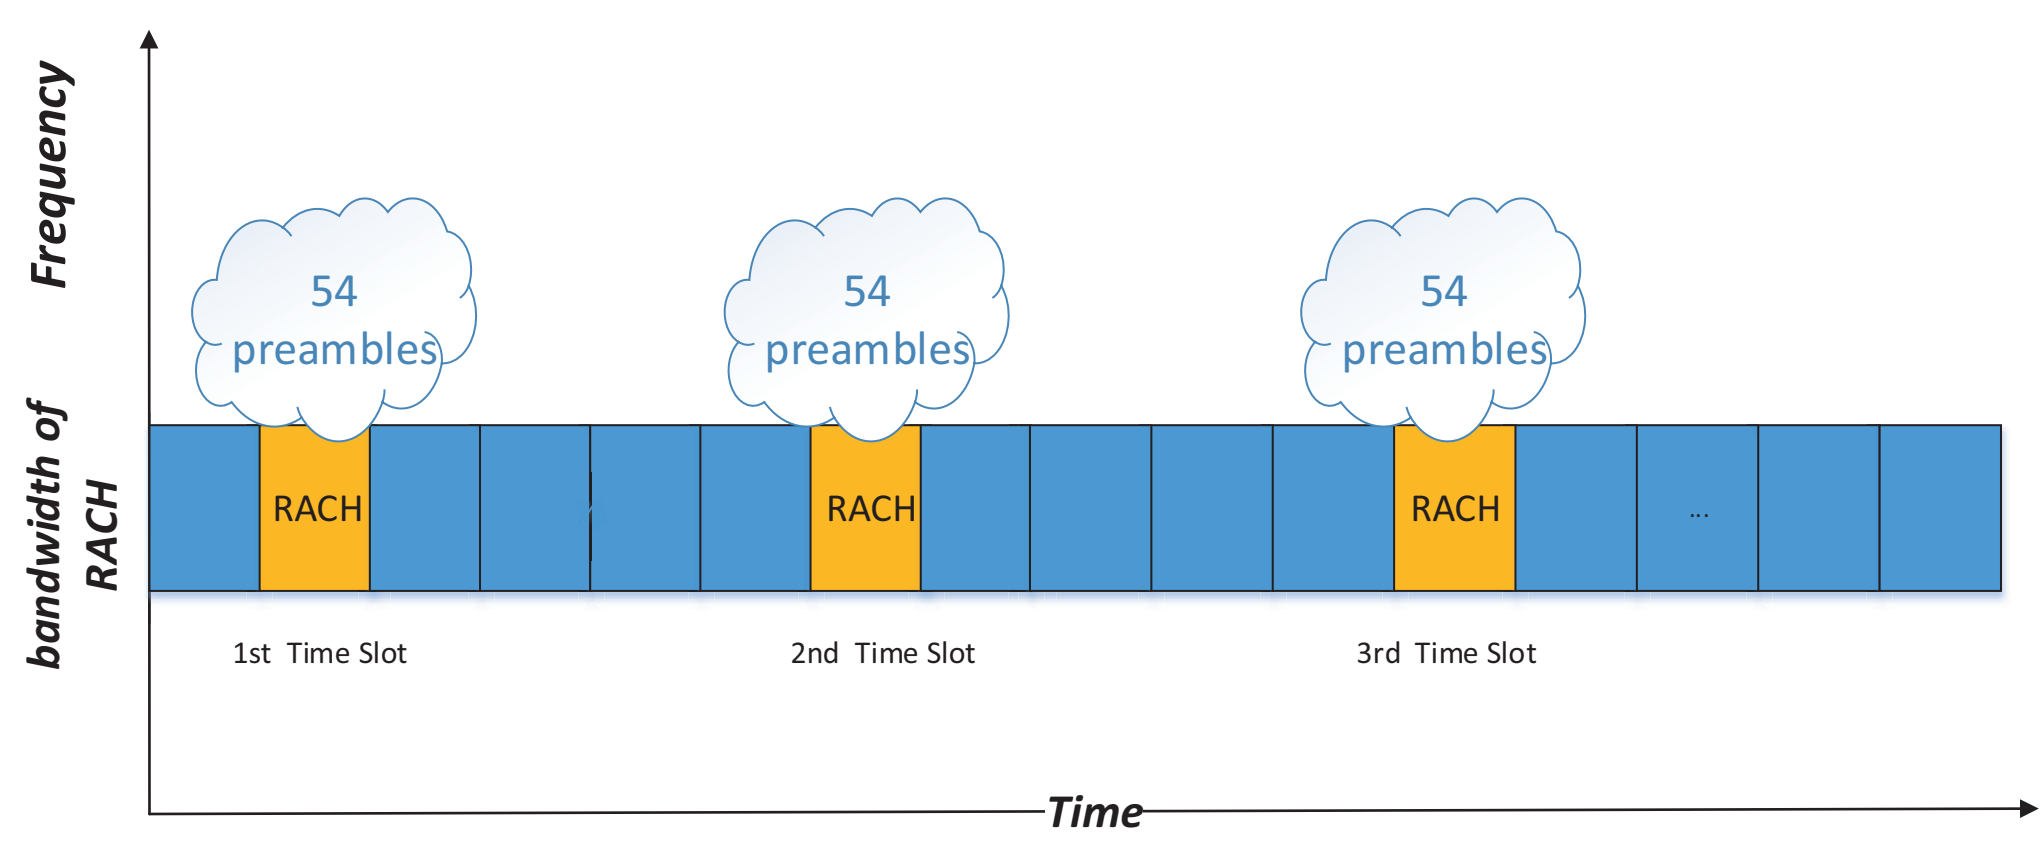 Frequency
bandwidth of
RACH
54
preambles
54
preambles
54
preambles
RACH
RACH
RACH
...
1st Time Slot
2nd Time Slot
3rd Time Slot
Time